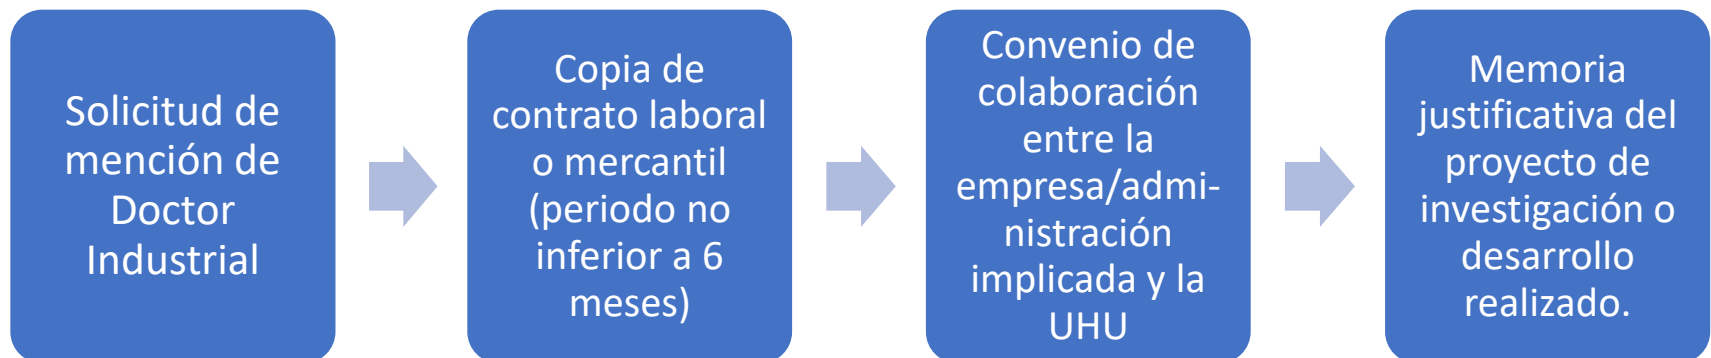 Solicitud de
mención de
Doctor
Industrial
Copia de
contrato laboral
o mercantil
(periodo no
inferior a 6
meses)
Convenio de
colaboración
entre la
empresa/admi-
nistración
implicada y la
UHU
Memoria
justificativa del
proyecto de
investigación o
desarrollo
realizado.